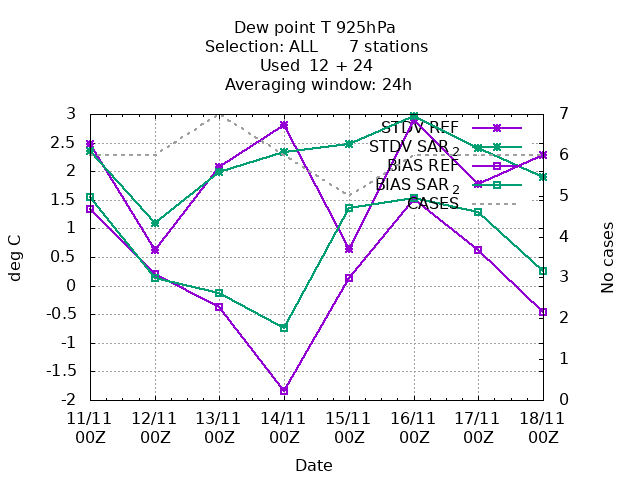 Dew point T 925hPa
Selection: ALL      7 stations
Used  12 + 24
Averaging window: 24h
3
2.5
2
1.5
1
0.5
0
-0.5
-1
-1.5
-2
deg C
7
6
5
4
3
2
1
0
No cases
STDV REF
STDV SAR₂
BIAS REF
BIAS SAR₂
CASES
11/11 12/11 13/11 14/11 15/11 16/11 17/11 18/11
00Z 00Z 00Z 00Z 00Z 00Z 00Z 00Z
Date